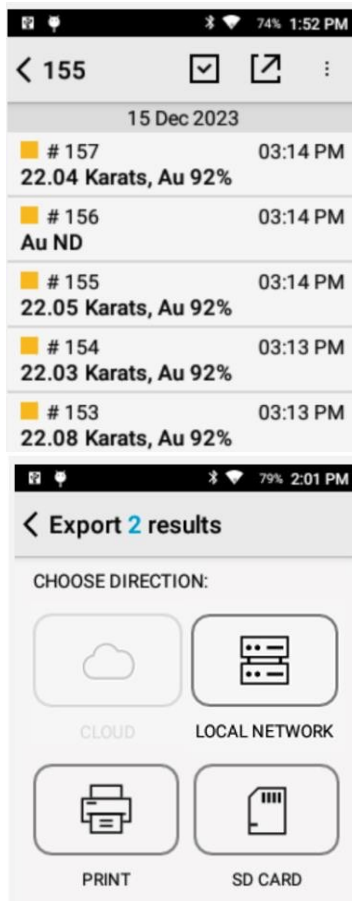 74% 1:52 PM
155
15 Dec 2023
# 157 03:14 PM
22.04 Karats, Au 92%
# 156 03:14 PM
Au ND
# 155 03:14 PM
22.05 Karats, Au 92%
# 154 03:13 PM
22.03 Karats, Au 92%
# 153 03:13 PM
22.08 Karats, Au 92%
79% 2:01 PM
Export 2 results
CHOOSE DIRECTION:
CLOUD LOCAL NETWORK
PRINT SD CARD